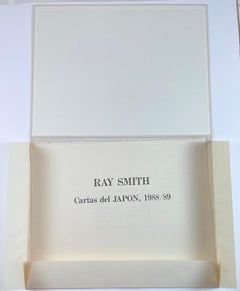 RAY SMITH
Cartas del JAPON, 1988/89